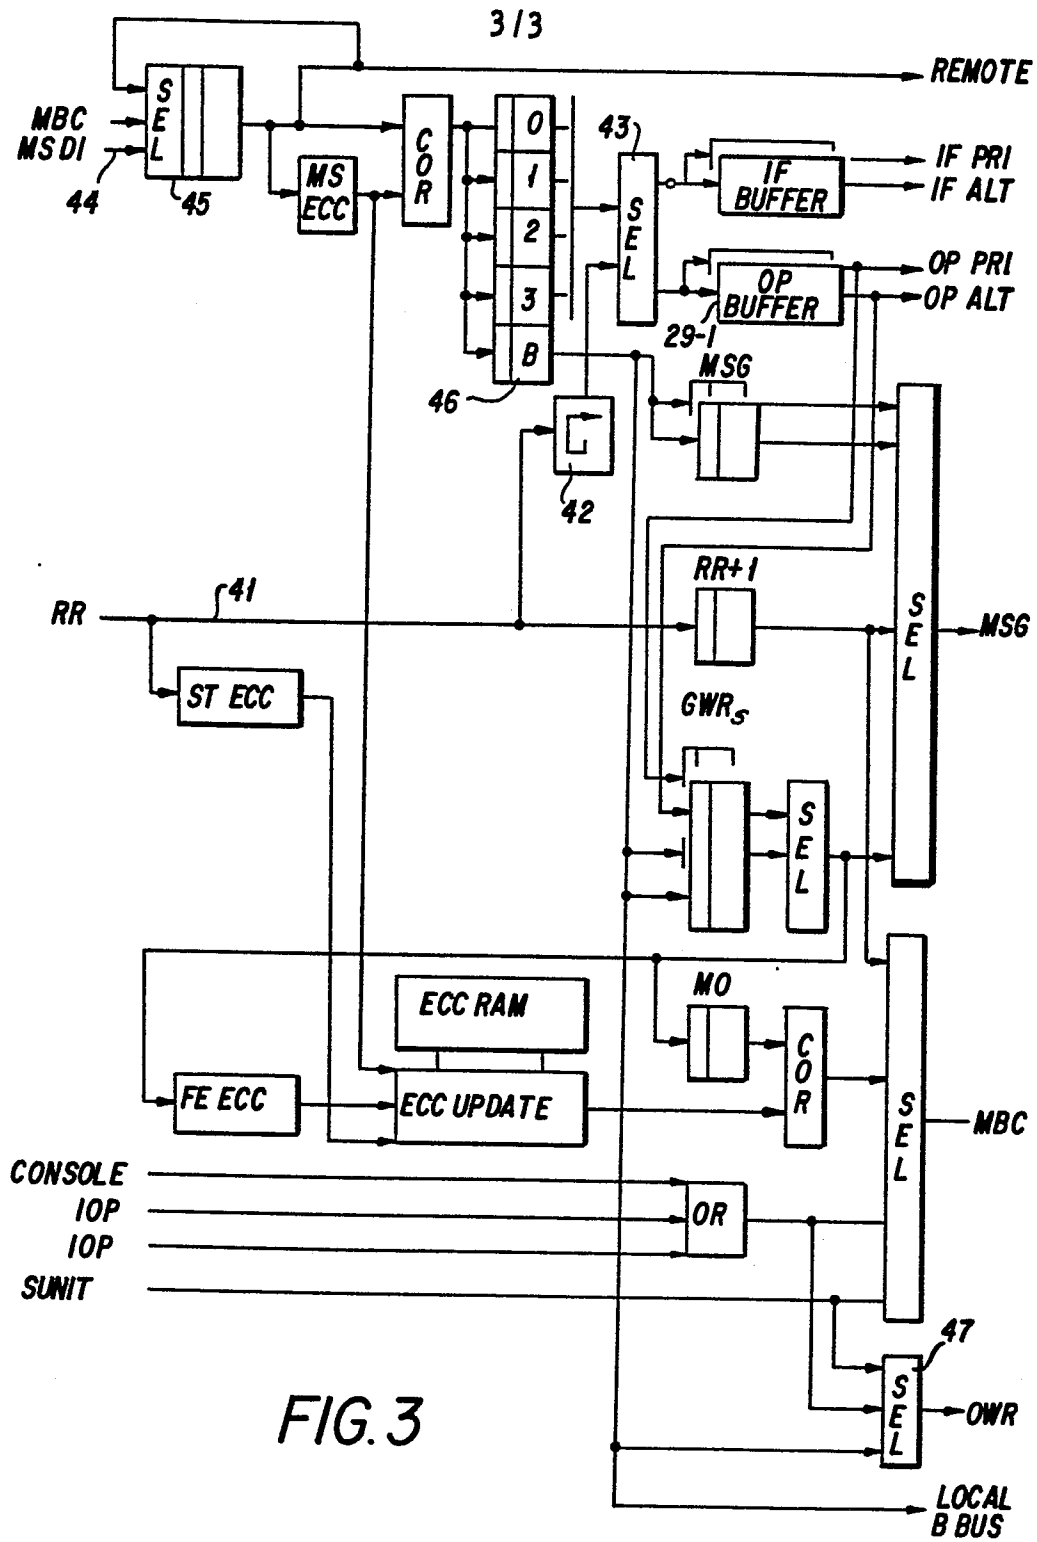 3/3
REMOTE
SEL
MBC
MSDI
44
45
MS ECC
COR
0
1
2
3
B
46
43
SEL
IF BUFFER
IF PRI
IF ALT
OP BUFFER
OP PRI
OP ALT
29-1
MSG
42
RR+1
RR
41
SEL
MSG
ST ECC
GWRs
SEL
ECC RAM
MO
COR
FE ECC
ECC UPDATE
SEL
MBC
CONSOLE
IOP
IOP
OR
SUNIT
47
SEL
OWR
FIG. 3
LOCAL
B BUS